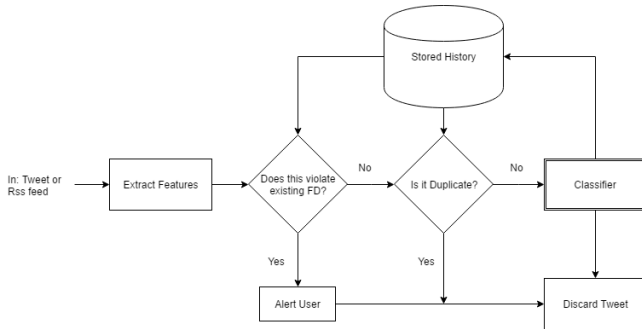 Stored History
In: Tweet or
Rss feed
Extract Features
Does this violate
existing FD?
No
Is it Duplicate?
No
Classifier
Yes
Yes
Alert User
Discard Tweet